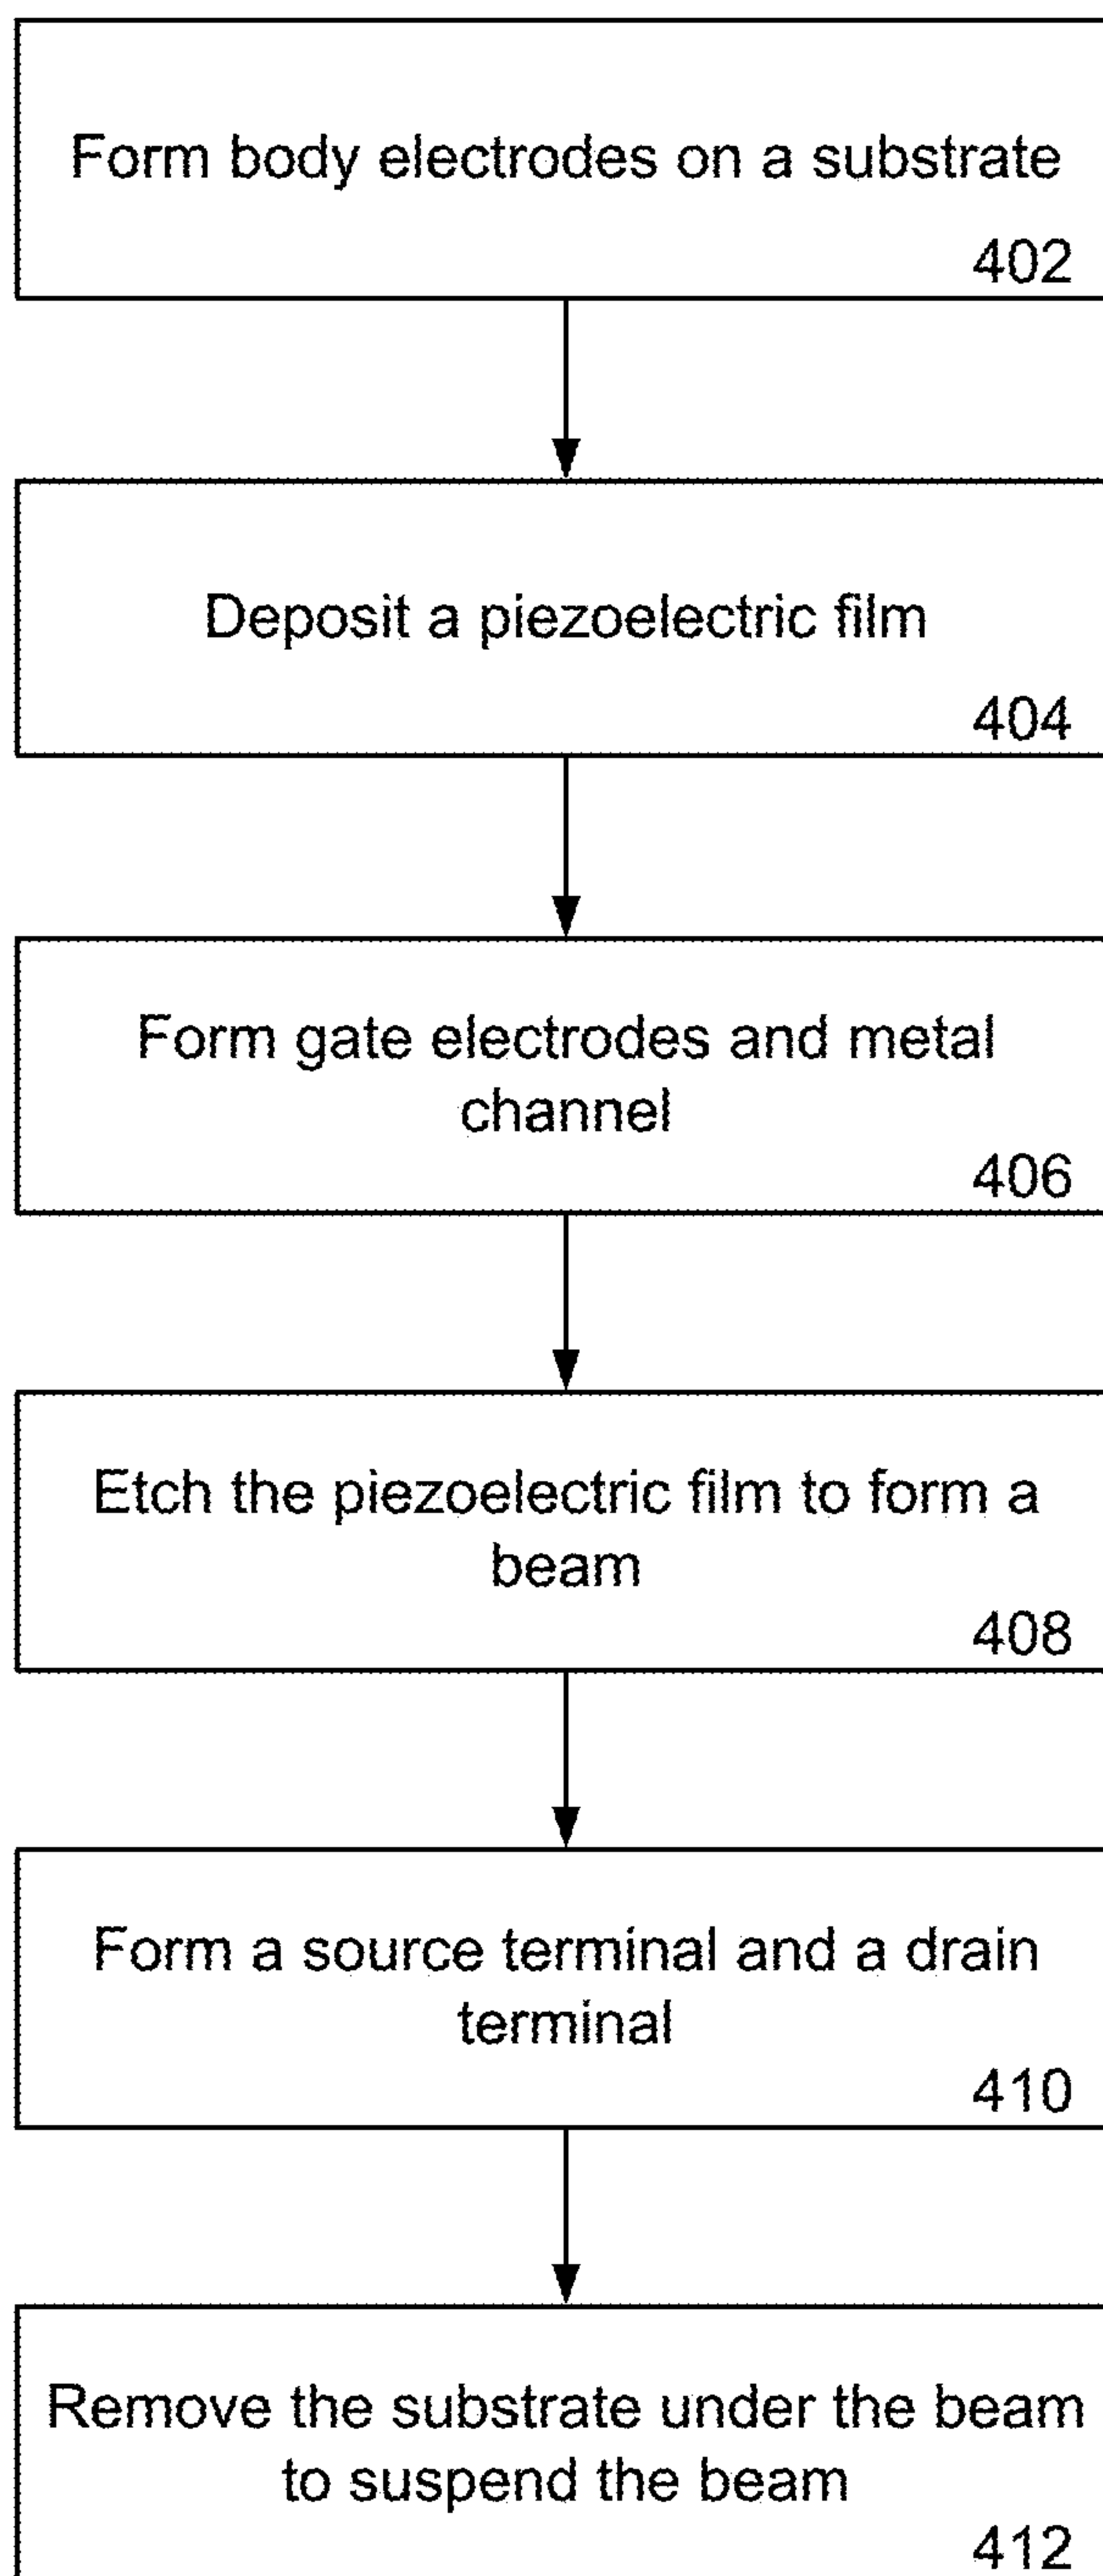 Form body electrodes on a substrate
402
Deposit a piezoelectric film
404
Form gate electrodes and metal
channel
406
Etch the piezoelectric film to form a
beam
408
Form a source terminal and a drain
terminal
410
Remove the substrate under the beam
to suspend the beam
412